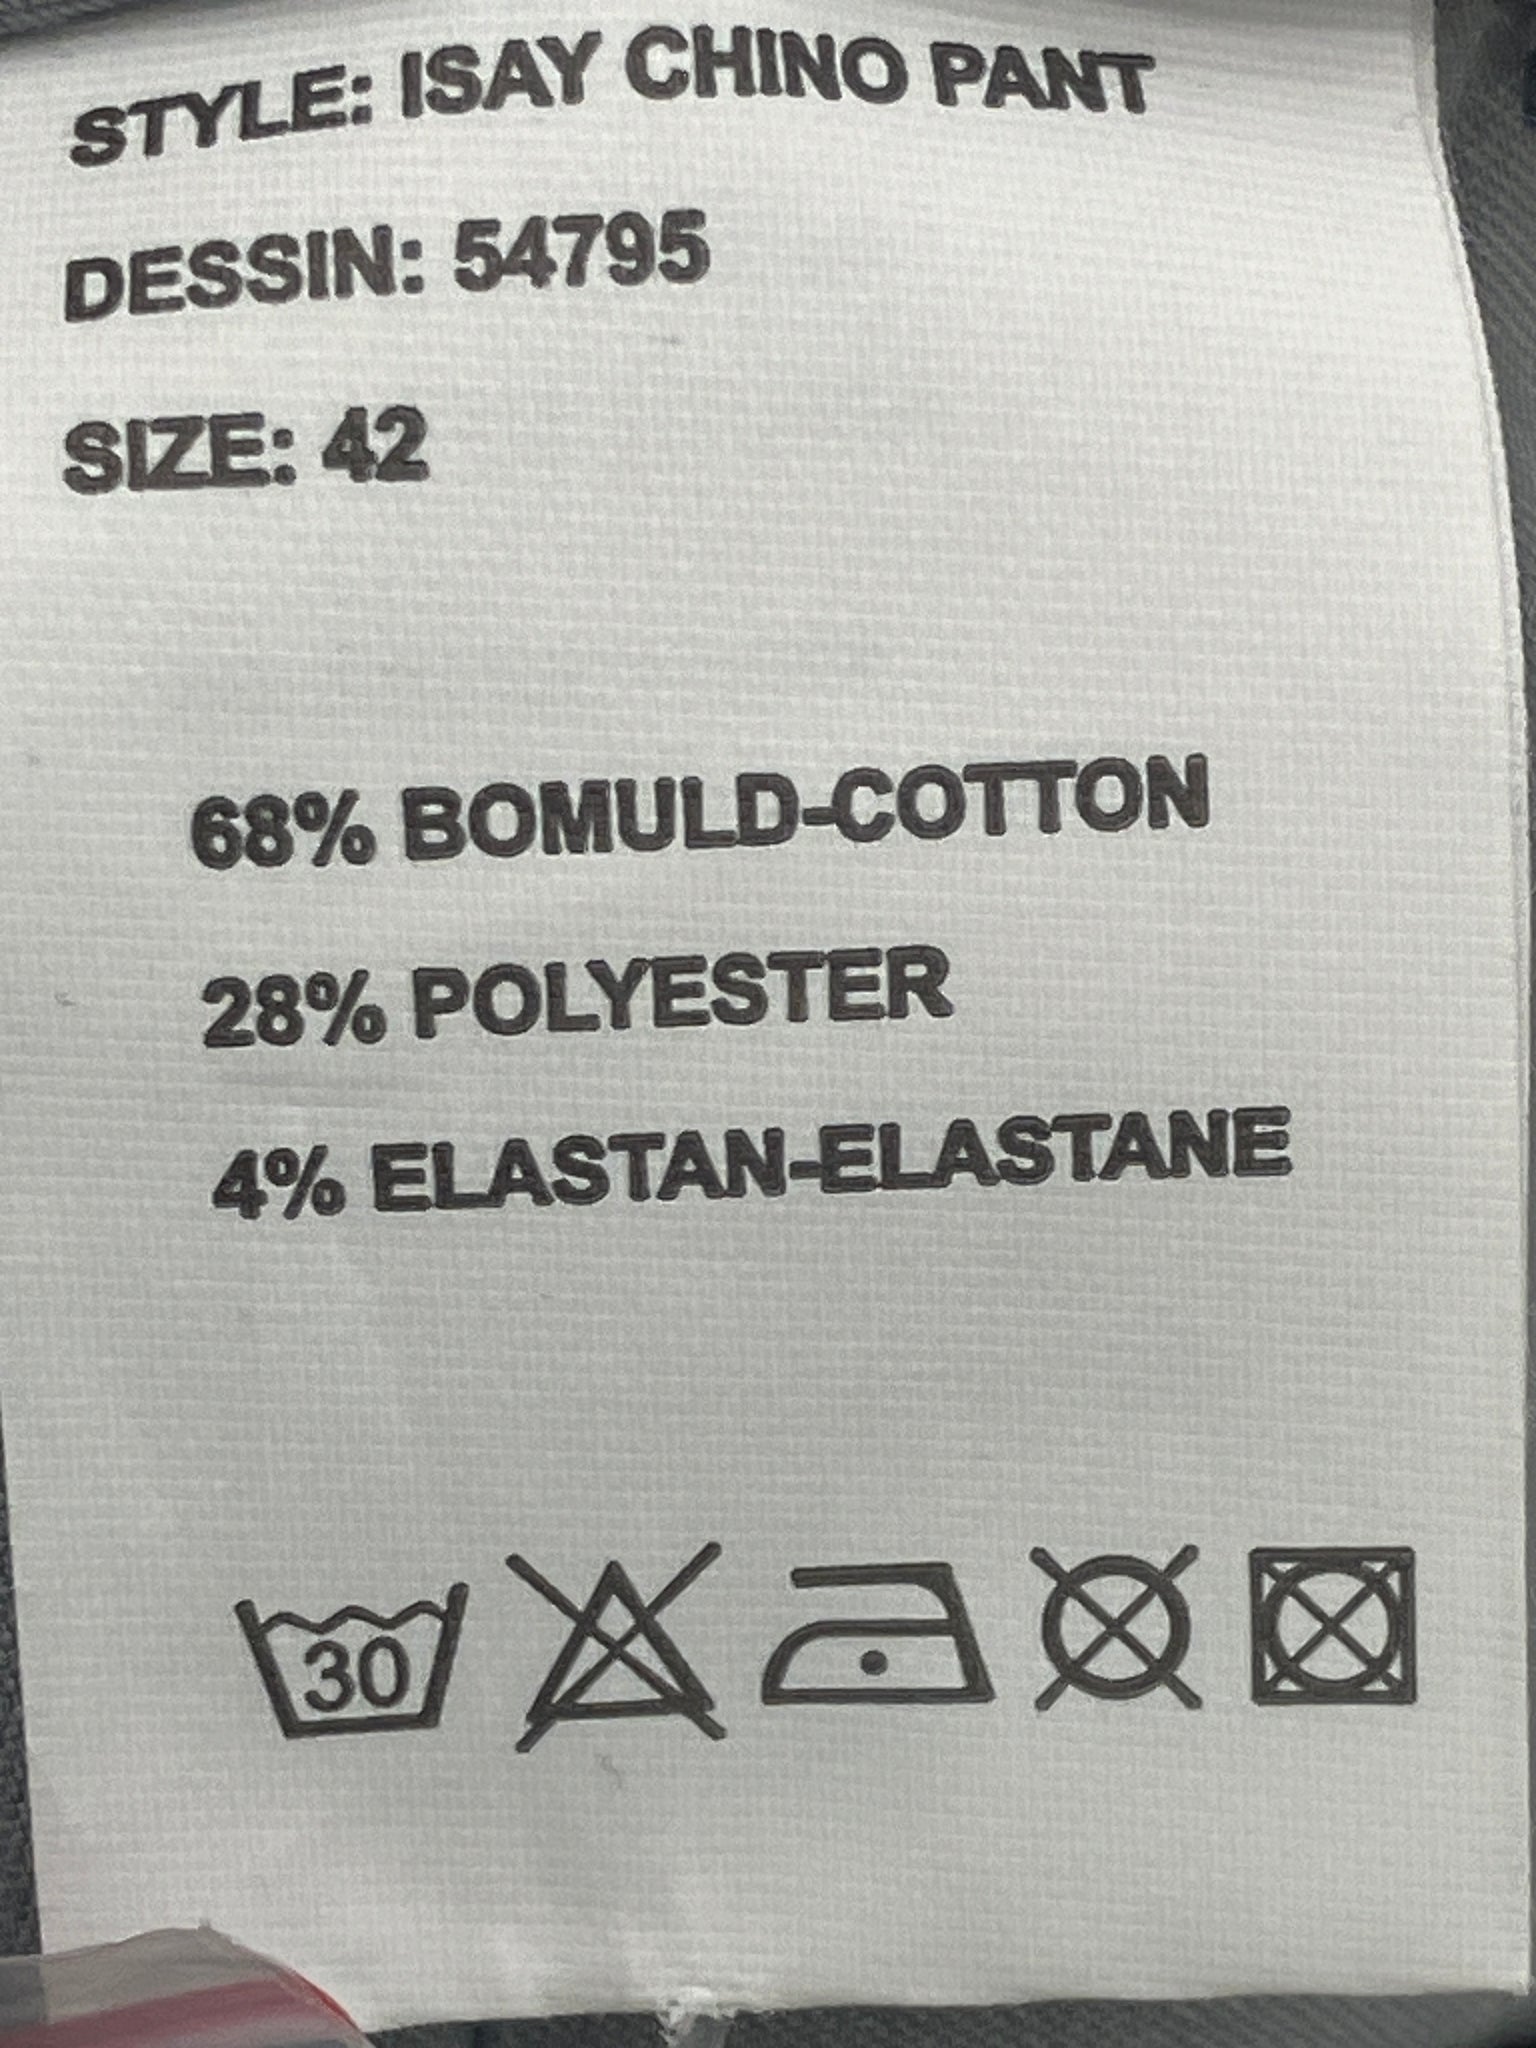 STYLE: ISAY CHINO PANT
DESSIN: 54795
SIZE: 42
68% BOMULD-COTTON
28% POLYESTER
4% ELASTAN-ELASTANE
30